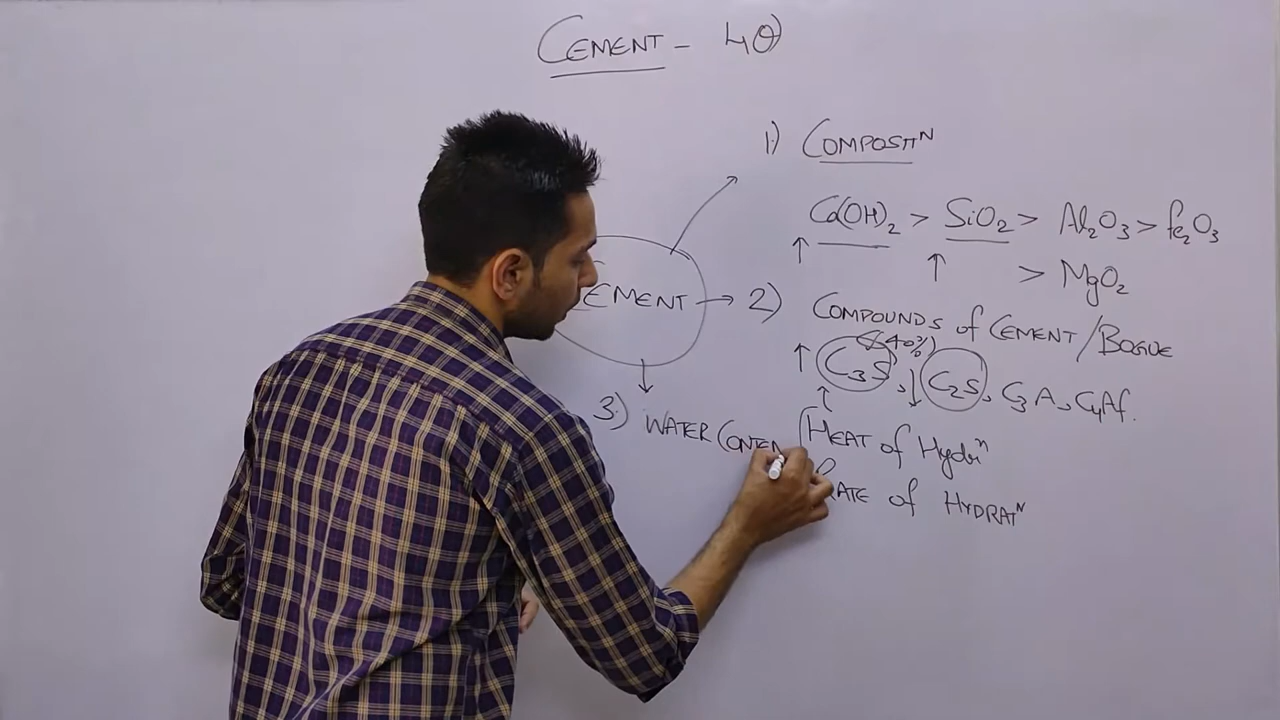 CEMENT - 40
1) COMPOSITᴺ
Ca(OH)₂ > SiO₂ > Al₂O₃ > Fe₂O₃
↑ ↑ > MgO₂
EMENT → 2) COMPOUNDS of CEMENT/BOGUE
(40%)
↑ C₃S, ↓ C₂S, C₃A, C₄Af.
3) WATER CONTEN
↑ HEAT of Hydrⁿ
RATE of HYDRATᴺ